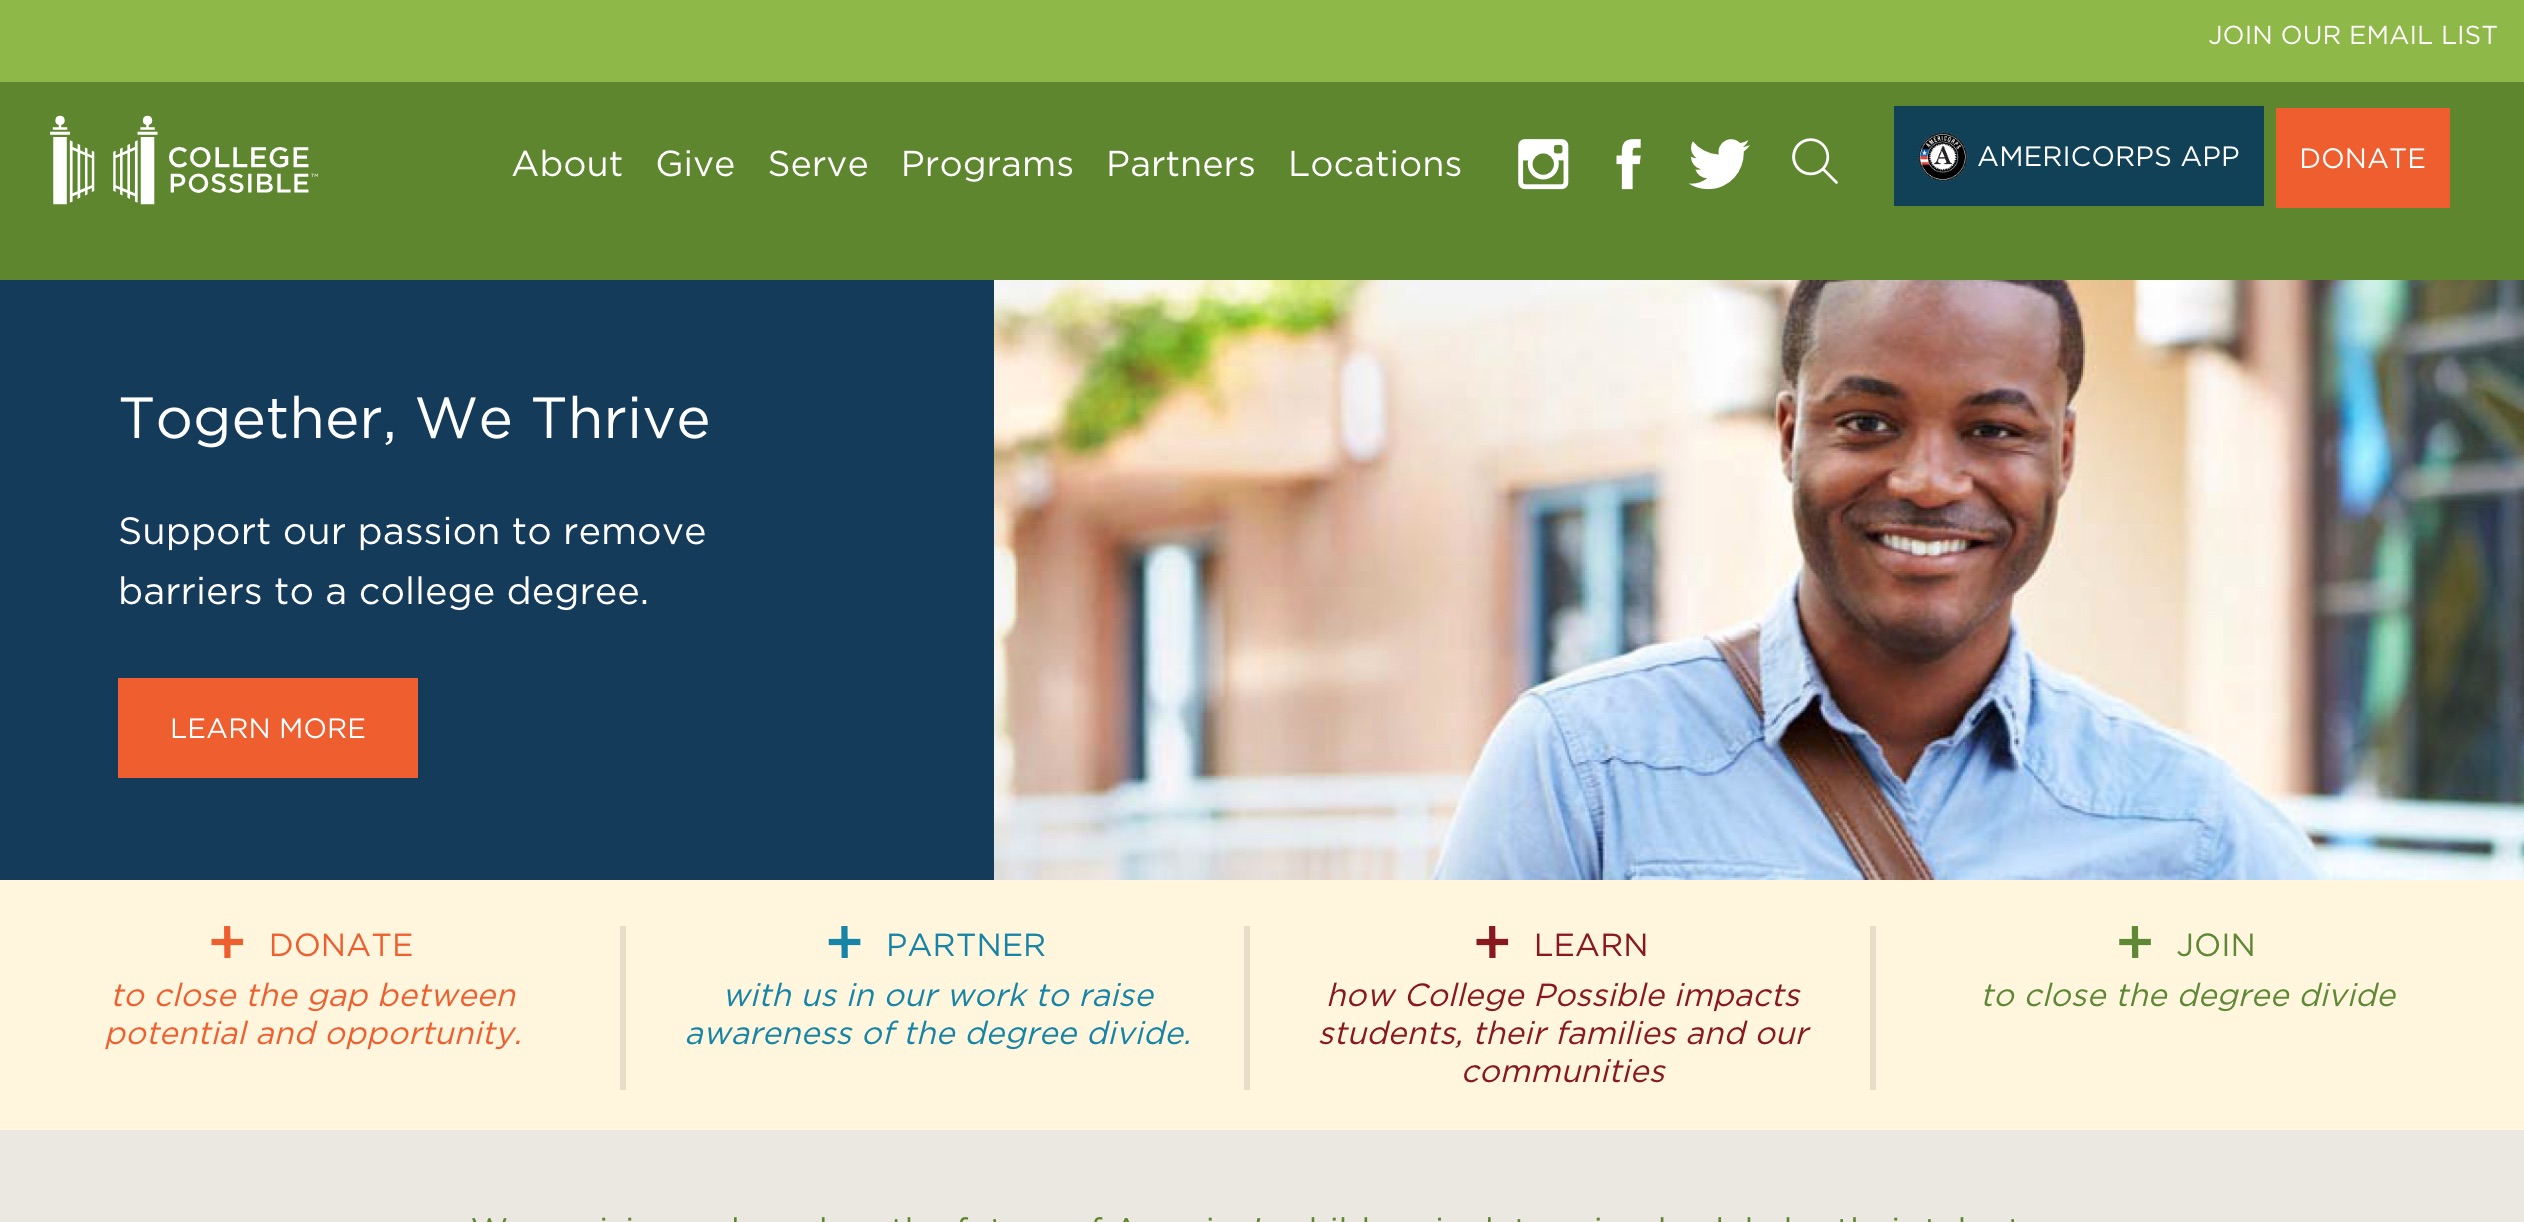 JOIN OUR EMAIL LIST
COLLEGE
POSSIBLE™
About Give Serve Programs Partners Locations
AMERICORPS APP
DONATE
Together, We Thrive
Support our passion to remove
barriers to a college degree.
LEARN MORE
+ DONATE
to close the gap between
potential and opportunity.
+ PARTNER
with us in our work to raise
awareness of the degree divide.
+ LEARN
how College Possible impacts
students, their families and our
communities
+ JOIN
to close the degree divide